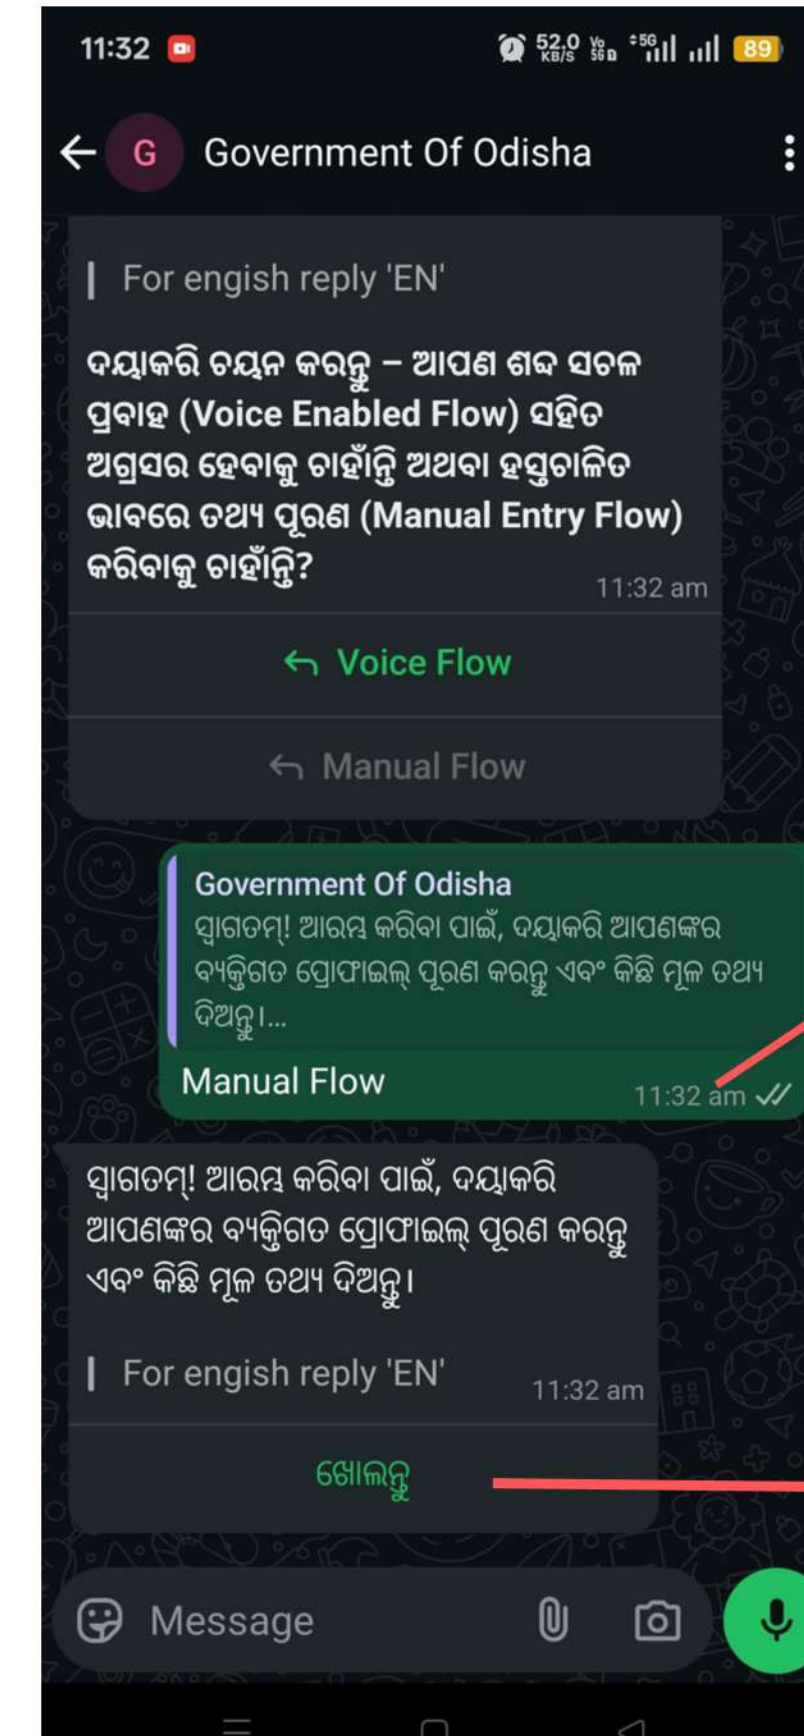 11:32
52.0 KB/S
5G
89
G Government Of Odisha
For engish reply 'EN'
ଦୟାକରି ଚୟନ କରନ୍ତୁ – ଆପଣ ଶବ୍ଦ ସଚଳ
ପ୍ରବାହ (Voice Enabled Flow) ସହିତ
ଅଗ୍ରସର ହେବାକୁ ଚାହାଁନ୍ତି ଅଥବା ହସ୍ତଚାଳିତ
ଭାବରେ ତଥ୍ୟ ପୂରଣ (Manual Entry Flow)
କରିବାକୁ ଚାହାଁନ୍ତି?
11:32 am
Voice Flow
Manual Flow
Government Of Odisha
ସ୍ୱାଗତମ୍! ଆରମ୍ଭ କରିବା ପାଇଁ, ଦୟାକରି ଆପଣଙ୍କର
ବ୍ୟକ୍ତିଗତ ପ୍ରୋଫାଇଲ୍ ପୂରଣ କରନ୍ତୁ ଏବଂ କିଛି ମୂଳ ତଥ୍ୟ
ଦିଅନ୍ତୁ।...
Manual Flow
11:32 am
ସ୍ୱାଗତମ୍! ଆରମ୍ଭ କରିବା ପାଇଁ, ଦୟାକରି
ଆପଣଙ୍କର ବ୍ୟକ୍ତିଗତ ପ୍ରୋଫାଇଲ୍ ପୂରଣ କରନ୍ତୁ
ଏବଂ କିଛି ମୂଳ ତଥ୍ୟ ଦିଅନ୍ତୁ।
For engish reply 'EN'
11:32 am
ଖୋଲନ୍ତୁ
Message